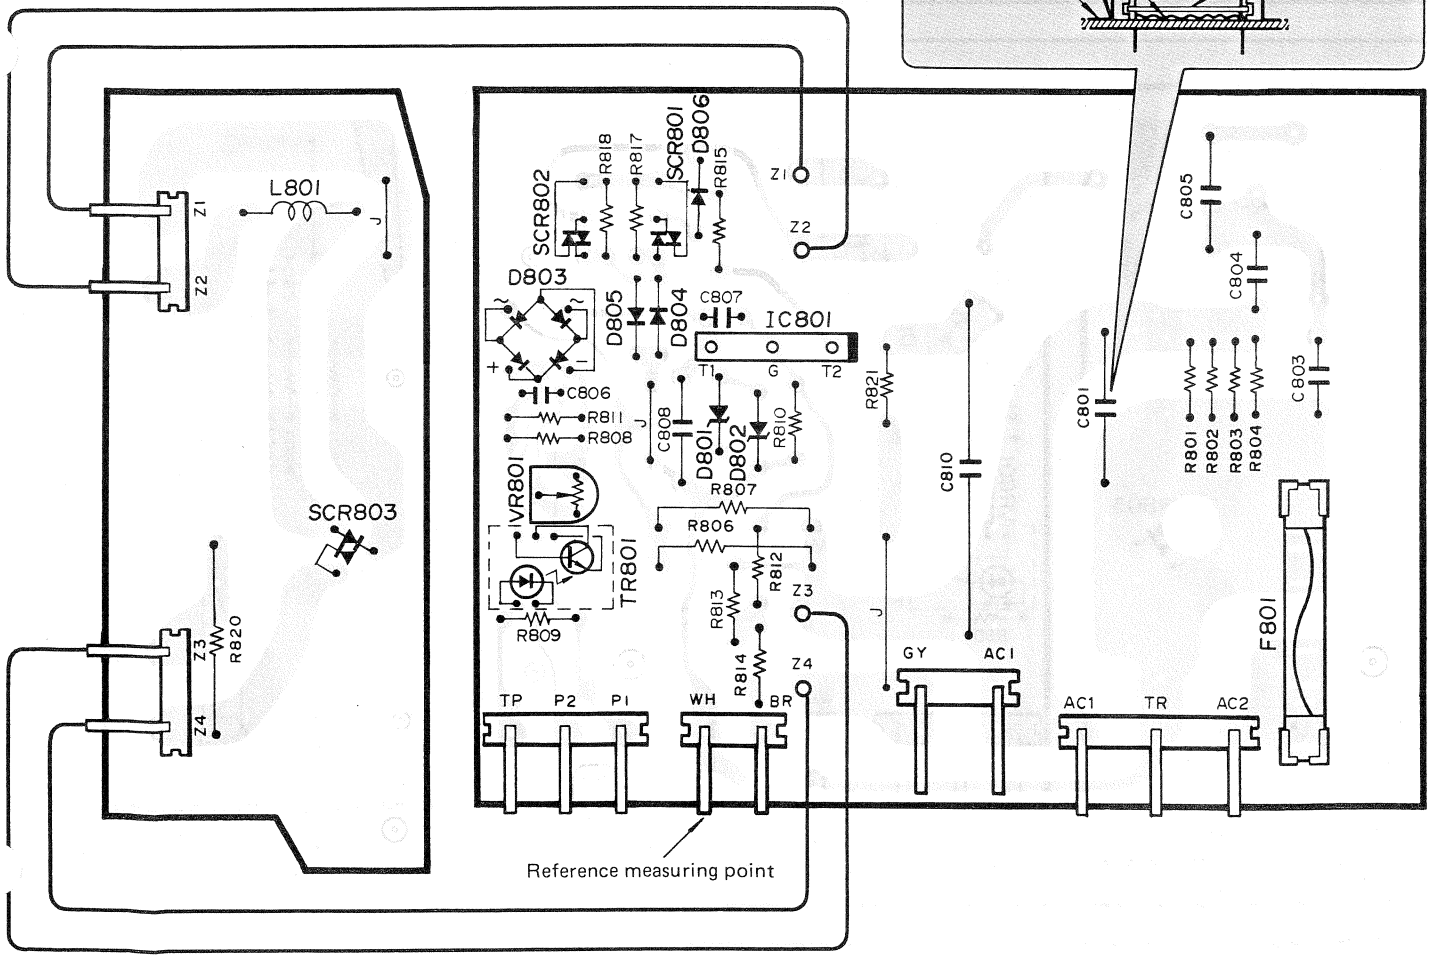 L801
Z1
J
Z2
SCR803
Z3
R820
Z4
SCR802
R818
R817
SCR801
D806
R815
Z1
Z2
D803
~
~
+
−
D805
D804
C807
IC801
T1
G
T2
C806
R811
R808
J
C808
D801
D802
R810
R821
VR801
R807
R806
TR801
R812
R813
R809
R814
Z3
Z4
J
C810
C805
C804
C801
R801
R802
R803
R804
C803
F801
TP
P2
P1
WH
BR
GY
AC1
AC1
TR
AC2
Reference measuring point